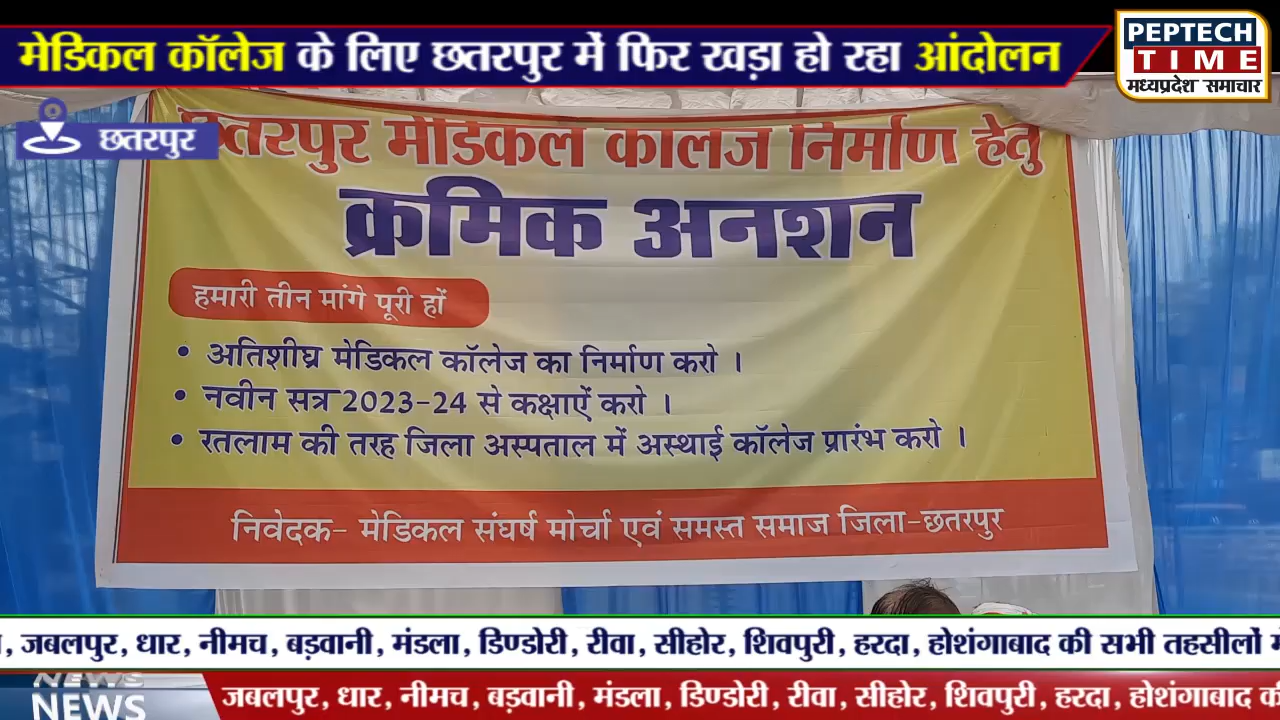 मेडिकल कॉलेज के लिए छतरपुर में फिर खड़ा हो रहा आंदोलन
PEPTECH
TIME
मध्यप्रदेश समाचार
छतरपुर
छतरपुर मेडिकल कालेज निर्माण हेतु
क्रमिक अनशन
हमारी तीन मांगे पूरी हों
• अतिशीघ्र मेडिकल कॉलेज का निर्माण करो ।
• नवीन सत्र 2023-24 से कक्षाऐं करो ।
• रतलाम की तरह जिला अस्पताल में अस्थाई कॉलेज प्रारंभ करो ।
निवेदक- मेडिकल संघर्ष मोर्चा एवं समस्त समाज जिला-छतरपुर
, जबलपुर, धार, नीमच, बड़वानी, मंडला, डिण्डोरी, रीवा, सीहोर, शिवपुरी, हरदा, होशंगाबाद की सभी तहसीलों
NEWS
NEWS
जबलपुर, धार, नीमच, बड़वानी, मंडला, डिण्डोरी, रीवा, सीहोर, शिवपुरी, हरदा, होशंगाबाद की